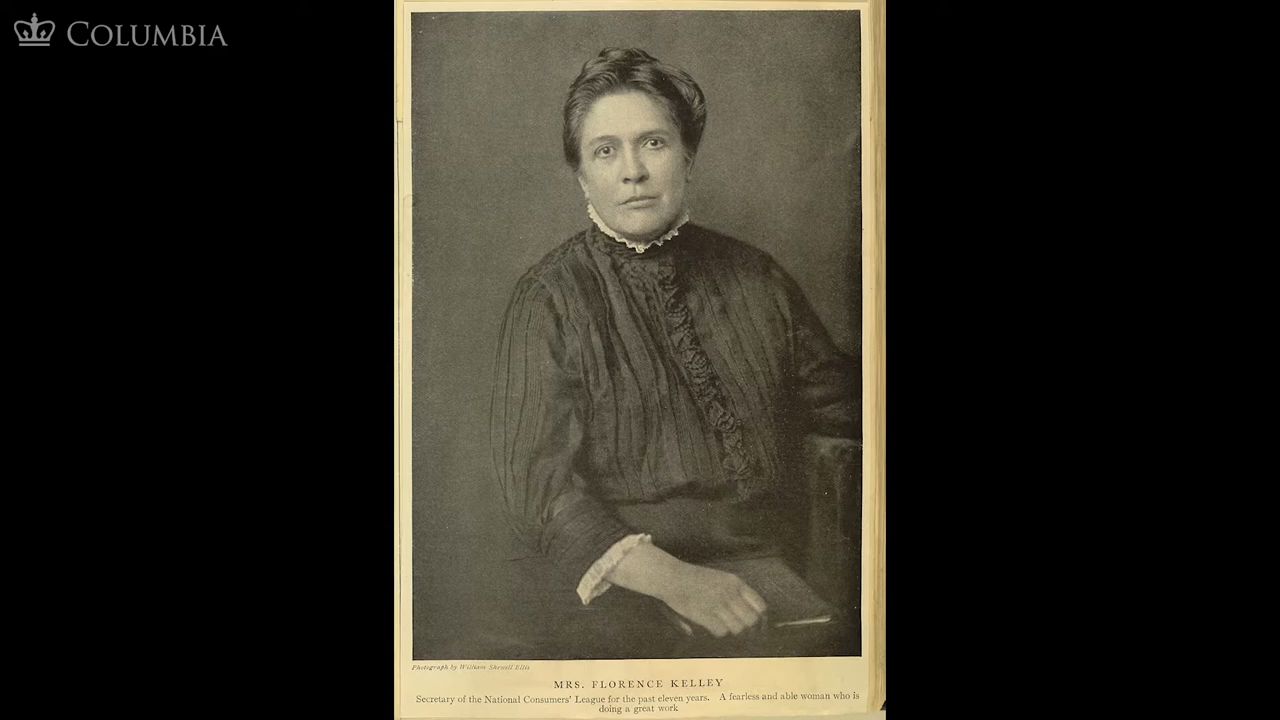 COLUMBIA
Photograph by William Shewell Ellis
MRS. FLORENCE KELLEY
Secretary of the National Consumers' League for the past eleven years. A fearless and able woman who is
doing a great work